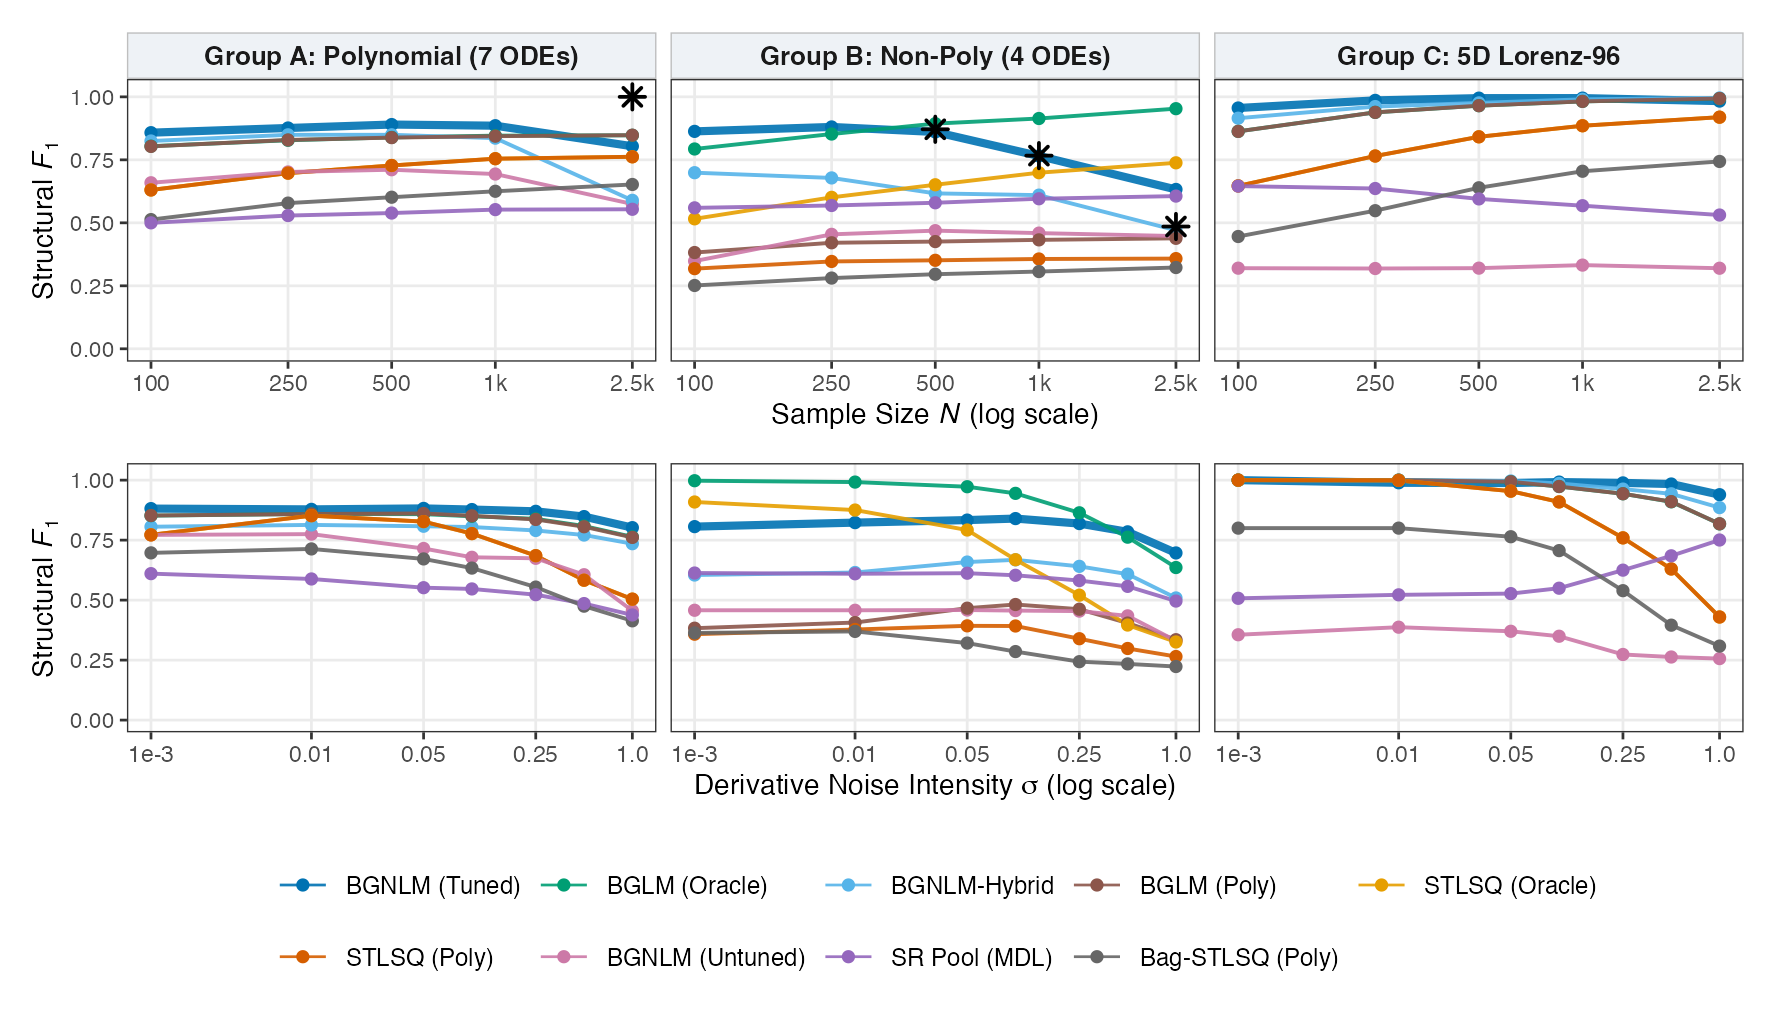 Group A: Polynomial (7 ODEs)
Group B: Non-Poly (4 ODEs)
Group C: 5D Lorenz-96
Structural F1
1.00
0.75
0.50
0.25
0.00
100 250 500 1k 2.5k
100 250 500 1k 2.5k
100 250 500 1k 2.5k
Sample Size N (log scale)
Structural F1
1.00
0.75
0.50
0.25
0.00
1e-3 0.01 0.05 0.25 1.0
1e-3 0.01 0.05 0.25 1.0
1e-3 0.01 0.05 0.25 1.0
Derivative Noise Intensity σ (log scale)
BGNLM (Tuned) BGLM (Oracle) BGNLM-Hybrid BGLM (Poly) STLSQ (Oracle)
STLSQ (Poly) BGNLM (Untuned) SR Pool (MDL) Bag-STLSQ (Poly)